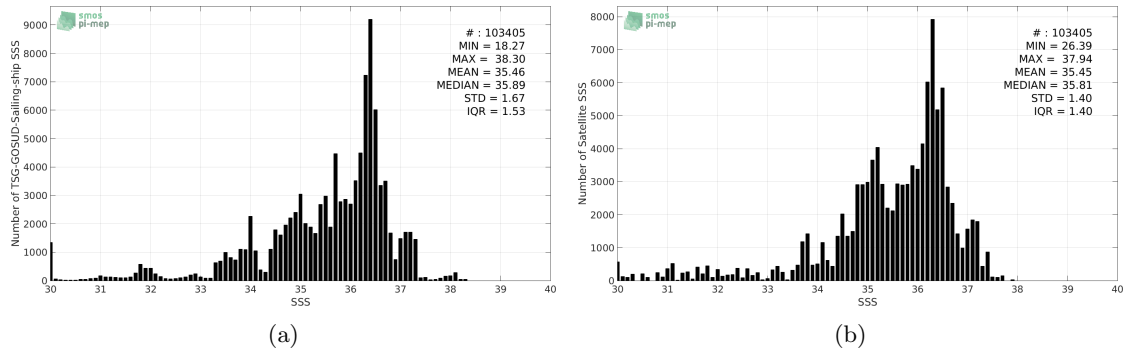 smos
pi-mep
# : 103405
MIN = 18.27
MAX = 38.30
MEAN = 35.46
MEDIAN = 35.89
STD = 1.67
IQR = 1.53
Number of TSG-GOSUD-Sailing-ship SSS
9000
8000
7000
6000
5000
4000
3000
2000
1000
0
30 31 32 33 34 35 36 37 38 39 40
SSS
(a)
smos
pi-mep
# : 103405
MIN = 26.39
MAX = 37.94
MEAN = 35.45
MEDIAN = 35.81
STD = 1.40
IQR = 1.40
Number of Satellite SSS
8000
7000
6000
5000
4000
3000
2000
1000
0
30 31 32 33 34 35 36 37 38 39 40
SSS
(b)